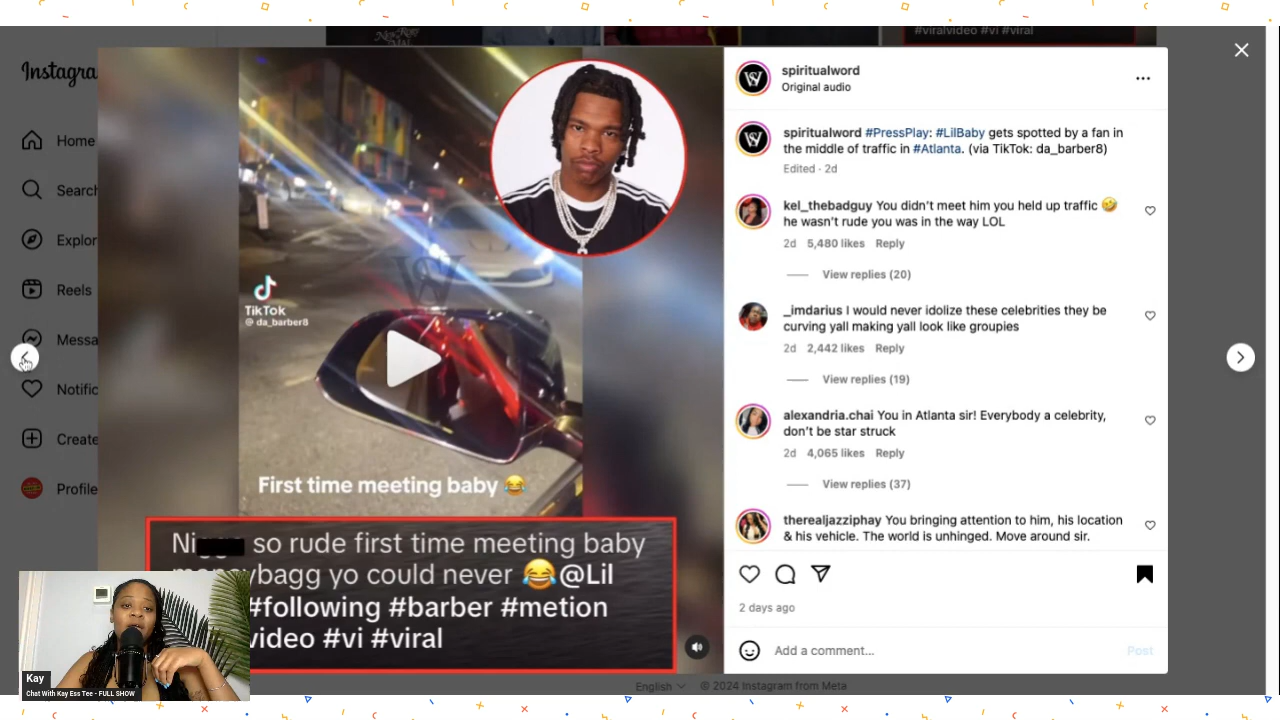 #viralvideo #vi #viral
Instagra
Home
Search
Explor
Reels
Messa
Notific
Create
Profile
TikTok
@ da_barber8
First time meeting baby 😂
so rude first time meeting baby
moneybagg yo could never 😂@Lil
#following #barber #metion
video #vi #viral
Kay
Chat With Kay Ess Tee - FULL SHOW
spiritualword
Original audio
spiritualword #PressPlay: #LilBaby gets spotted by a fan in
the middle of traffic in #Atlanta. (via TikTok: da_barber8)
Edited · 2d
kel_thebadguy You didn't meet him you held up traffic 🤣
he wasn't rude you was in the way LOL
2d 5,480 likes Reply
View replies (20)
_imdarius I would never idolize these celebrities they be
curving yall making yall look like groupies
2d 2,442 likes Reply
View replies (19)
alexandria.chai You in Atlanta sir! Everybody a celebrity,
don't be star struck
2d 4,065 likes Reply
View replies (37)
therealjazziphay You bringing attention to him, his location
& his vehicle. The world is unhinged. Move around sir.
2 days ago
Add a comment...
Post
English
© 2024 Instagram from Meta